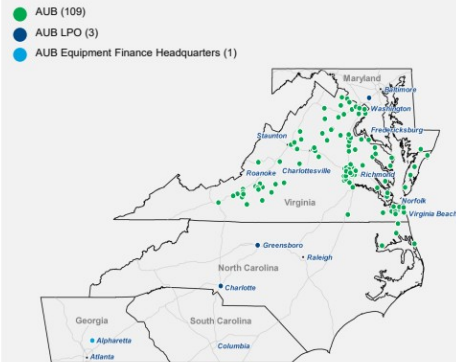 AUB (109)
AUB LPO (3)
AUB Equipment Finance Headquarters (1)
Maryland
Baltimore
Washington
Fredericksburg
Staunton
Charlottesville
Roanoke
Richmond
Virginia
Norfolk
Virginia Beach
Greensboro
Raleigh
North Carolina
Charlotte
Georgia
South Carolina
Alpharetta
Columbia
Atlanta